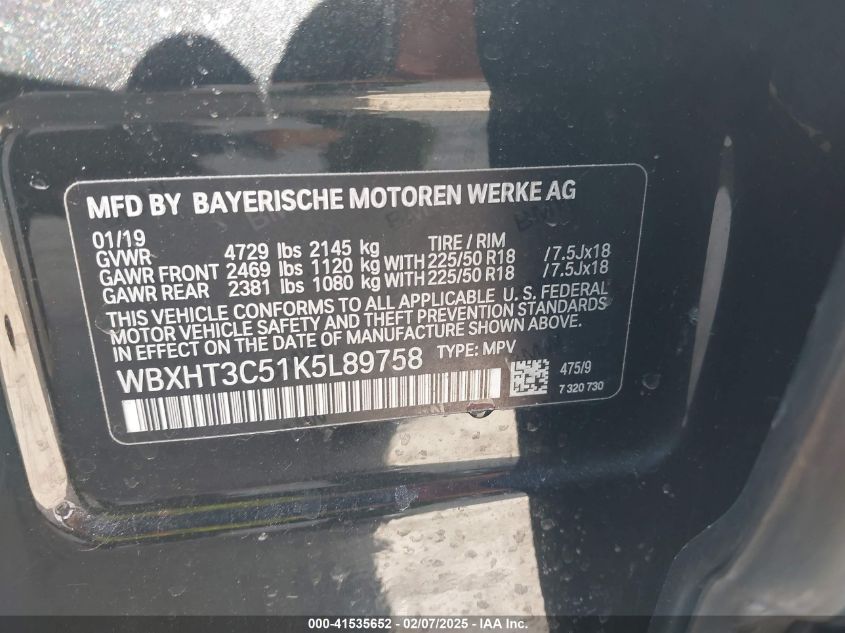 MFD BY BAYERISCHE MOTOREN WERKE AG
01/19 TIRE / RIM
GVWR 4729 lbs 2145 kg
GAWR FRONT 2469 lbs 1120 kg WITH 225/50 R18 /7.5Jx18
GAWR REAR 2381 lbs 1080 kg WITH 225/50 R18 /7.5Jx18
THIS VEHICLE CONFORMS TO ALL APPLICABLE U. S. FEDERAL
MOTOR VEHICLE SAFETY AND THEFT PREVENTION STANDARDS
IN EFFECT ON THE DATE OF MANUFACTURE SHOWN ABOVE.
WBXHT3C51K5L89758 TYPE: MPV 475/9
7 320 730
000-41535652 - 02/07/2025 - IAA Inc.